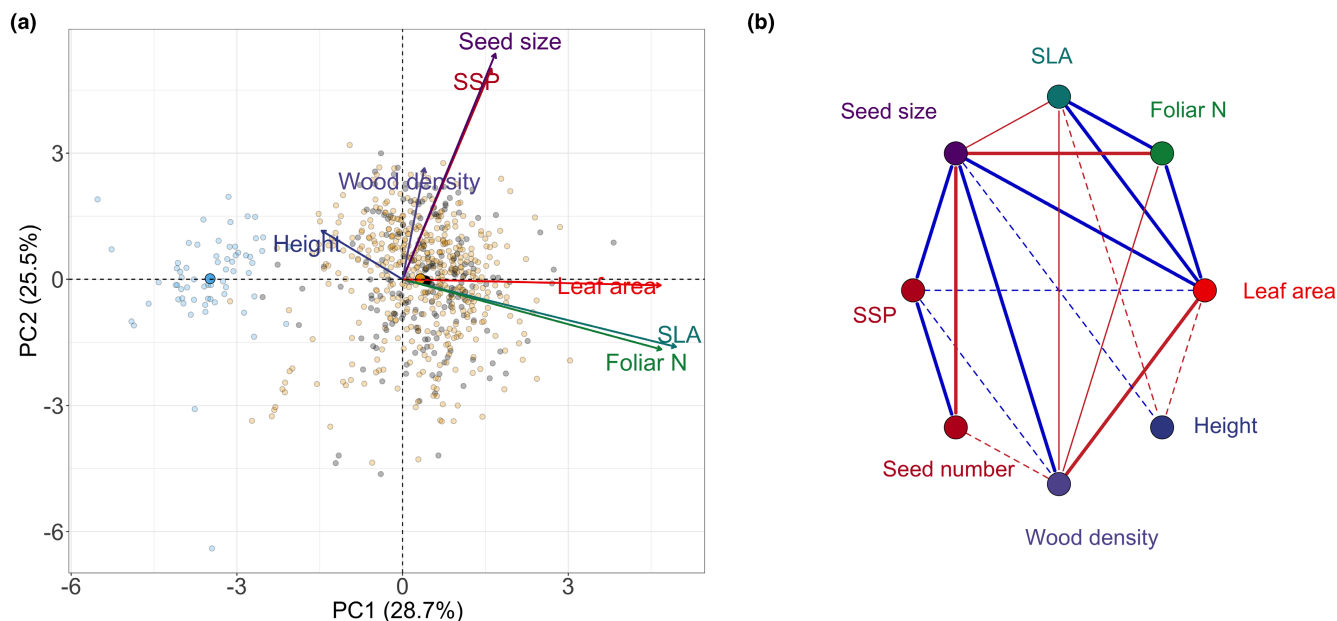 (a)
Seed size
SSP
Wood density
Height
Leaf area
SLA
Foliar N
3
0
-3
-6
PC2 (25.5%)
-6
-3
0
3
PC1 (28.7%)
(b)
SLA
Seed size
Foliar N
SSP
Leaf area
Height
Seed number
Wood density